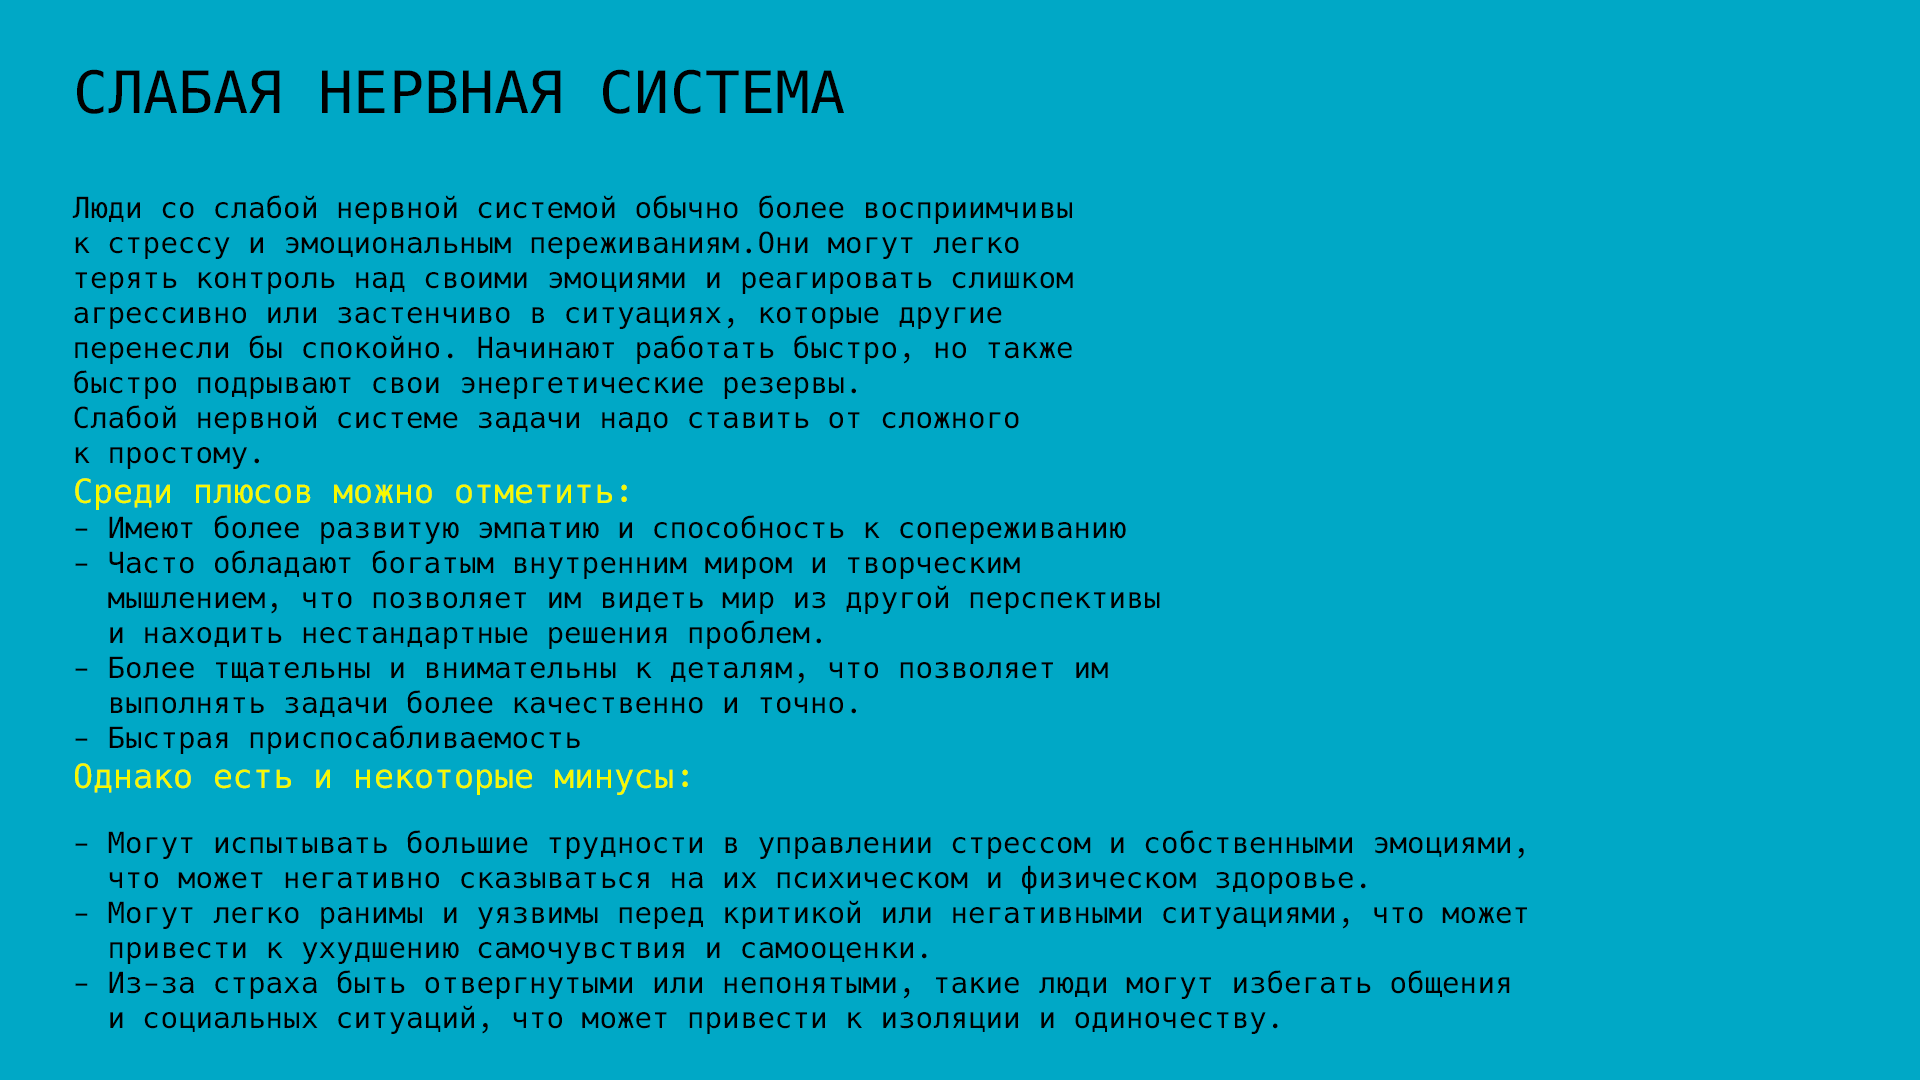 СЛАБАЯ НЕРВНАЯ СИСТЕМА
Люди со слабой нервной системой обычно более восприимчивы
к стрессу и эмоциональным переживаниям.Они могут легко
терять контроль над своими эмоциями и реагировать слишком
агрессивно или застенчиво в ситуациях, которые другие
перенесли бы спокойно. Начинают работать быстро, но также
быстро подрывают свои энергетические резервы.
Слабой нервной системе задачи надо ставить от сложного
к простому.
Среди плюсов можно отметить:
– Имеют более развитую эмпатию и способность к сопереживанию
– Часто обладают богатым внутренним миром и творческим
мышлением, что позволяет им видеть мир из другой перспективы
и находить нестандартные решения проблем.
– Более тщательны и внимательны к деталям, что позволяет им
выполнять задачи более качественно и точно.
– Быстрая приспосабливаемость
Однако есть и некоторые минусы:
– Могут испытывать большие трудности в управлении стрессом и собственными эмоциями,
что может негативно сказываться на их психическом и физическом здоровье.
– Могут легко ранимы и уязвимы перед критикой или негативными ситуациями, что может
привести к ухудшению самочувствия и самооценки.
– Из-за страха быть отвергнутыми или непонятыми, такие люди могут избегать общения
и социальных ситуаций, что может привести к изоляции и одиночеству.